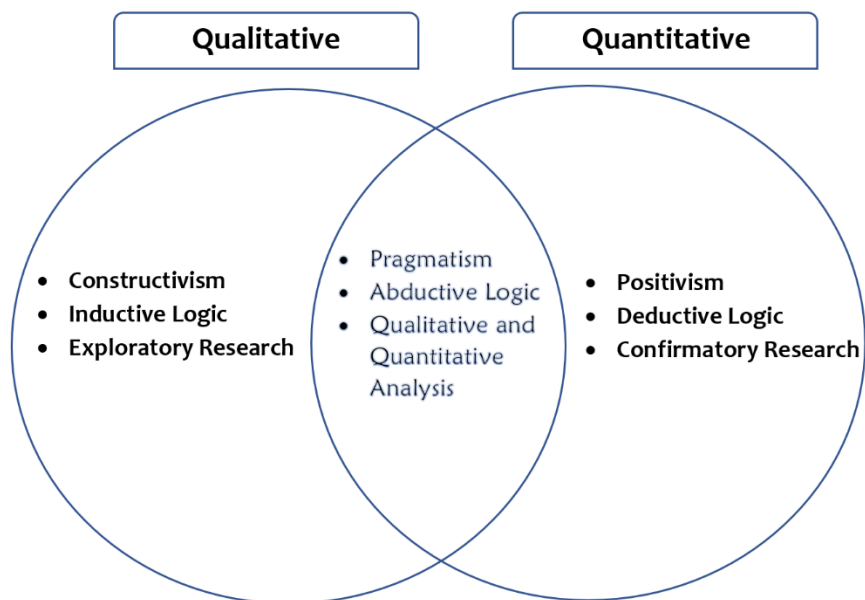 Qualitative
Quantitative
• Constructivism
• Inductive Logic
• Exploratory Research
• Pragmatism
• Abductive Logic
• Qualitative and
Quantitative
Analysis
• Positivism
• Deductive Logic
• Confirmatory Research